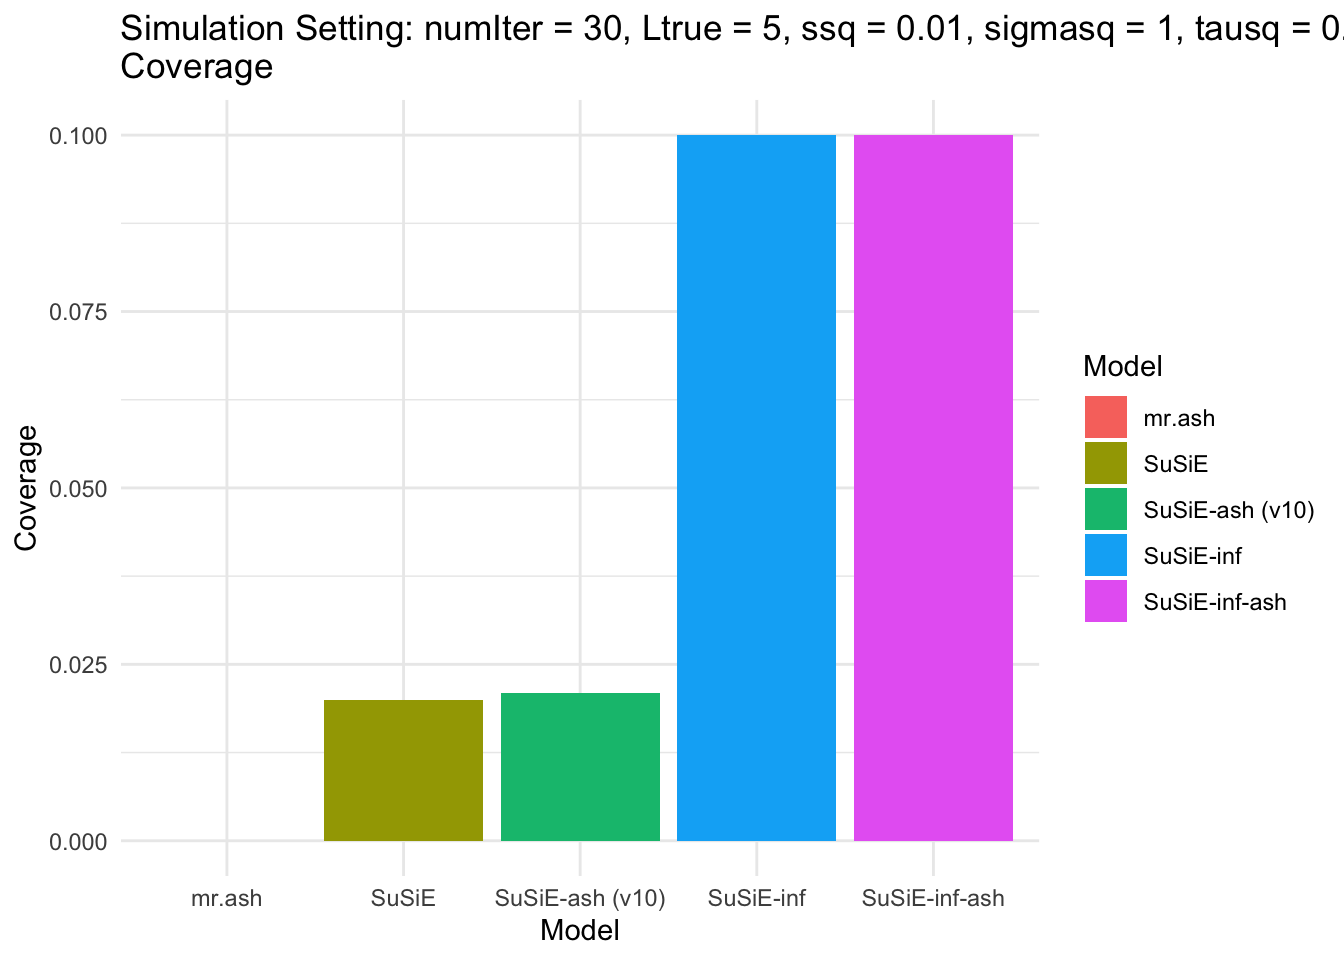 Simulation Setting: numIter = 30, Ltrue = 5, ssq = 0.01, sigmasq = 1, tausq = 0.
Coverage
0.100
0.075
0.050
0.025
0.000
Coverage
mr.ash
SuSiE
SuSiE-ash (v10)
SuSiE-inf
SuSiE-inf-ash
Model
Model
mr.ash
SuSiE
SuSiE-ash (v10)
SuSiE-inf
SuSiE-inf-ash